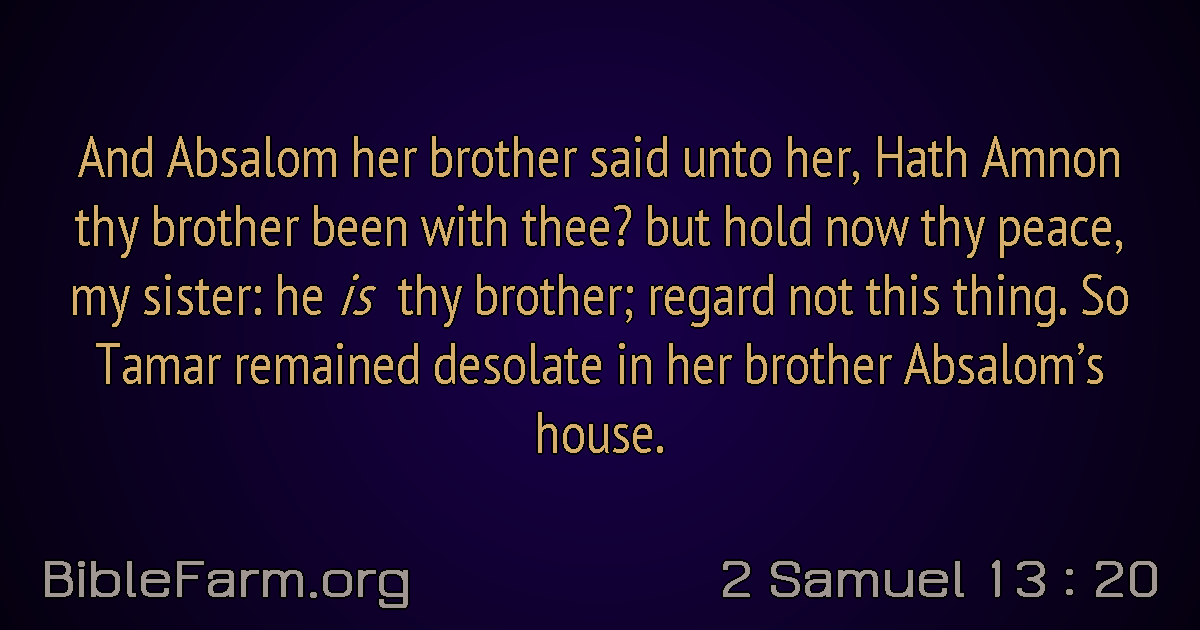 And Absalom her brother said unto her, Hath Amnon
thy brother been with thee? but hold now thy peace,
my sister: he is thy brother; regard not this thing. So
Tamar remained desolate in her brother Absalom’s
house.
BibleFarm.org
2 Samuel 13 : 20